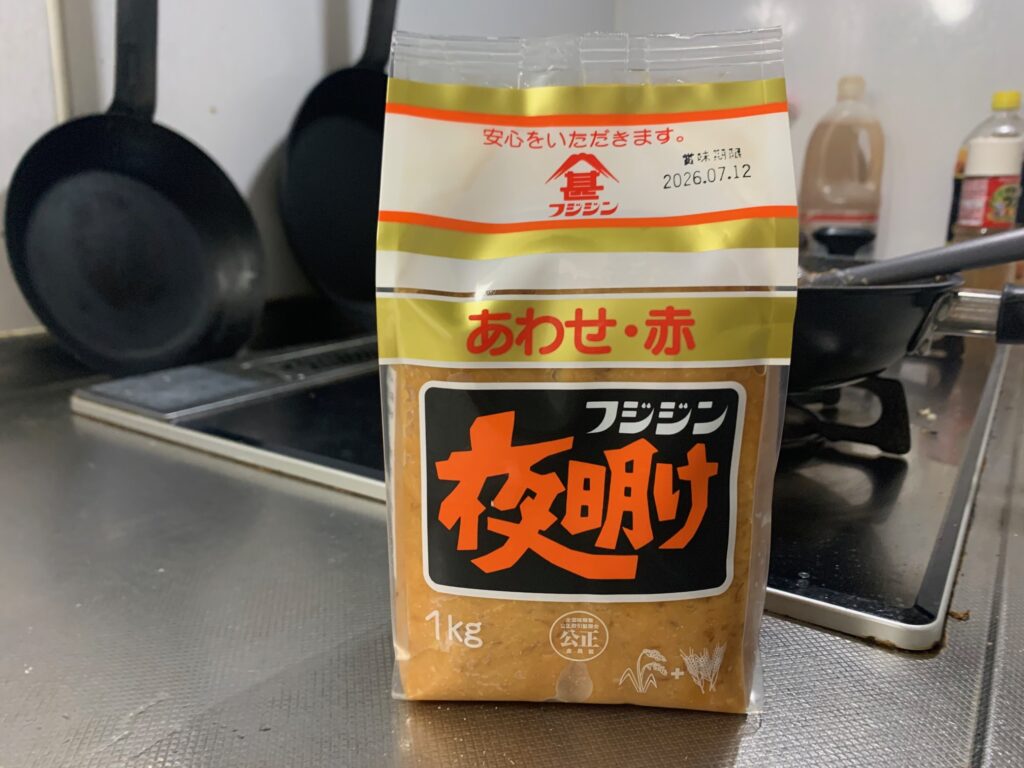 安心をいただきます。
甚
フジジン
賞味期限
2026.07.12
あわせ・赤
フジジン
夜明け
1kg
公正
+